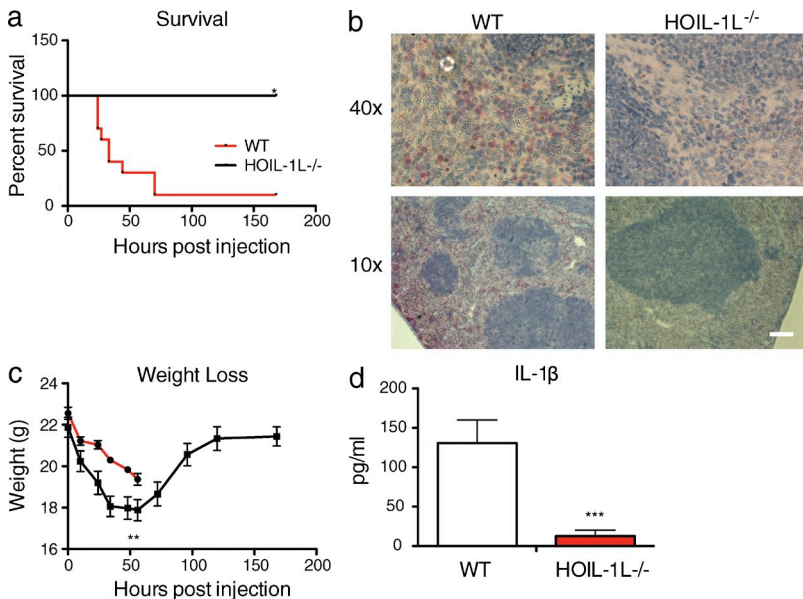 a
Survival
150
100
50
0
Percent survival
*
WT
HOIL-1L-/-
0 50 100 150 200
Hours post injection
b
WT HOIL-1L-/-
40x
10x
c
Weight Loss
24
22
20
18
16
Weight (g)
**
0 50 100 150 200
Hours post injection
d
IL-1β
200
150
100
50
0
pg/ml
***
WT HOIL-1L-/-